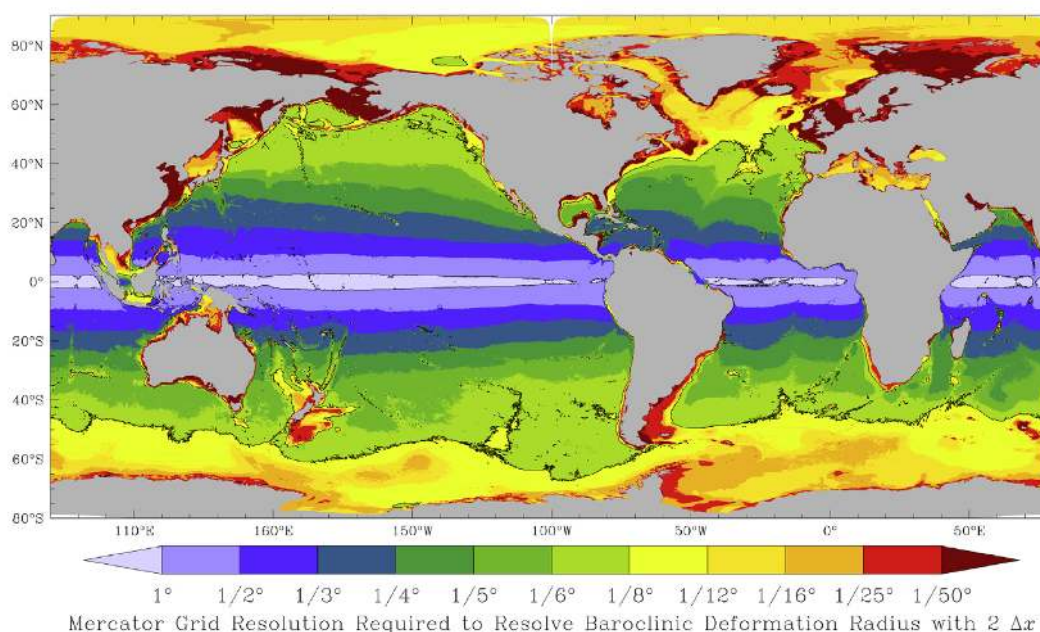 80°N
60°N
40°N
20°N
0°
20°S
40°S
60°S
80°S
110°E 160°E 150°W 100°W 50°W 0° 50°E
1° 1/2° 1/3° 1/4° 1/5° 1/6° 1/8° 1/12° 1/16° 1/25° 1/50°
Mercator Grid Resolution Required to Resolve Baroclinic Deformation Radius with 2 Δx